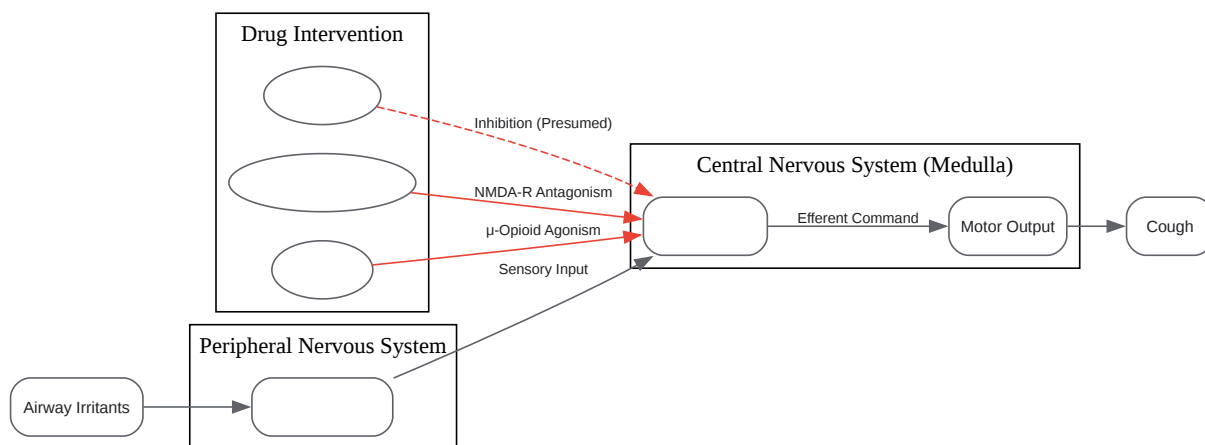 Drug Intervention
Inhibition (Presumed)
Central Nervous System (Medulla)
NMDA-R Antagonism
Efferent Command
Motor Output
Cough
μ-Opioid Agonism
Sensory Input
Peripheral Nervous System
Airway Irritants